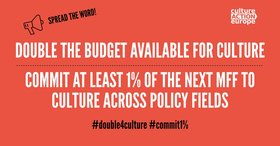 SPREAD THE WORD!
culture
ACTION
europe
DOUBLE THE BUDGET AVAILABLE FOR CULTURE
COMMIT AT LEAST 1% OF THE NEXT MFF TO
CULTURE ACROSS POLICY FIELDS
#double4culture #commit1%